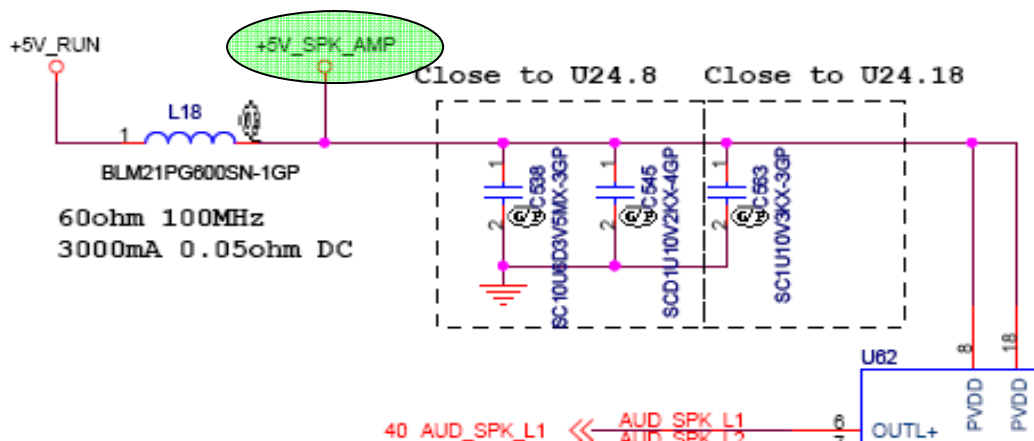 +5V_RUN
+5V_SPK_AMP
Close to U24.8
Close to U24.18
L18
1
BLM21PG600SN-1GP
60ohm 100MHz
3000mA 0.05ohm DC
1
2
C538
SC10U6D3V5MX-3GP
1
2
C545
SCD1U10V2KX-4GP
1
2
C563
SC1U10V3KX-3GP
U62
8
18
PVDD
PVDD
40 AUD_SPK_L1
AUD_SPK_L1
6
OUTL+
AUD_SPK_L2